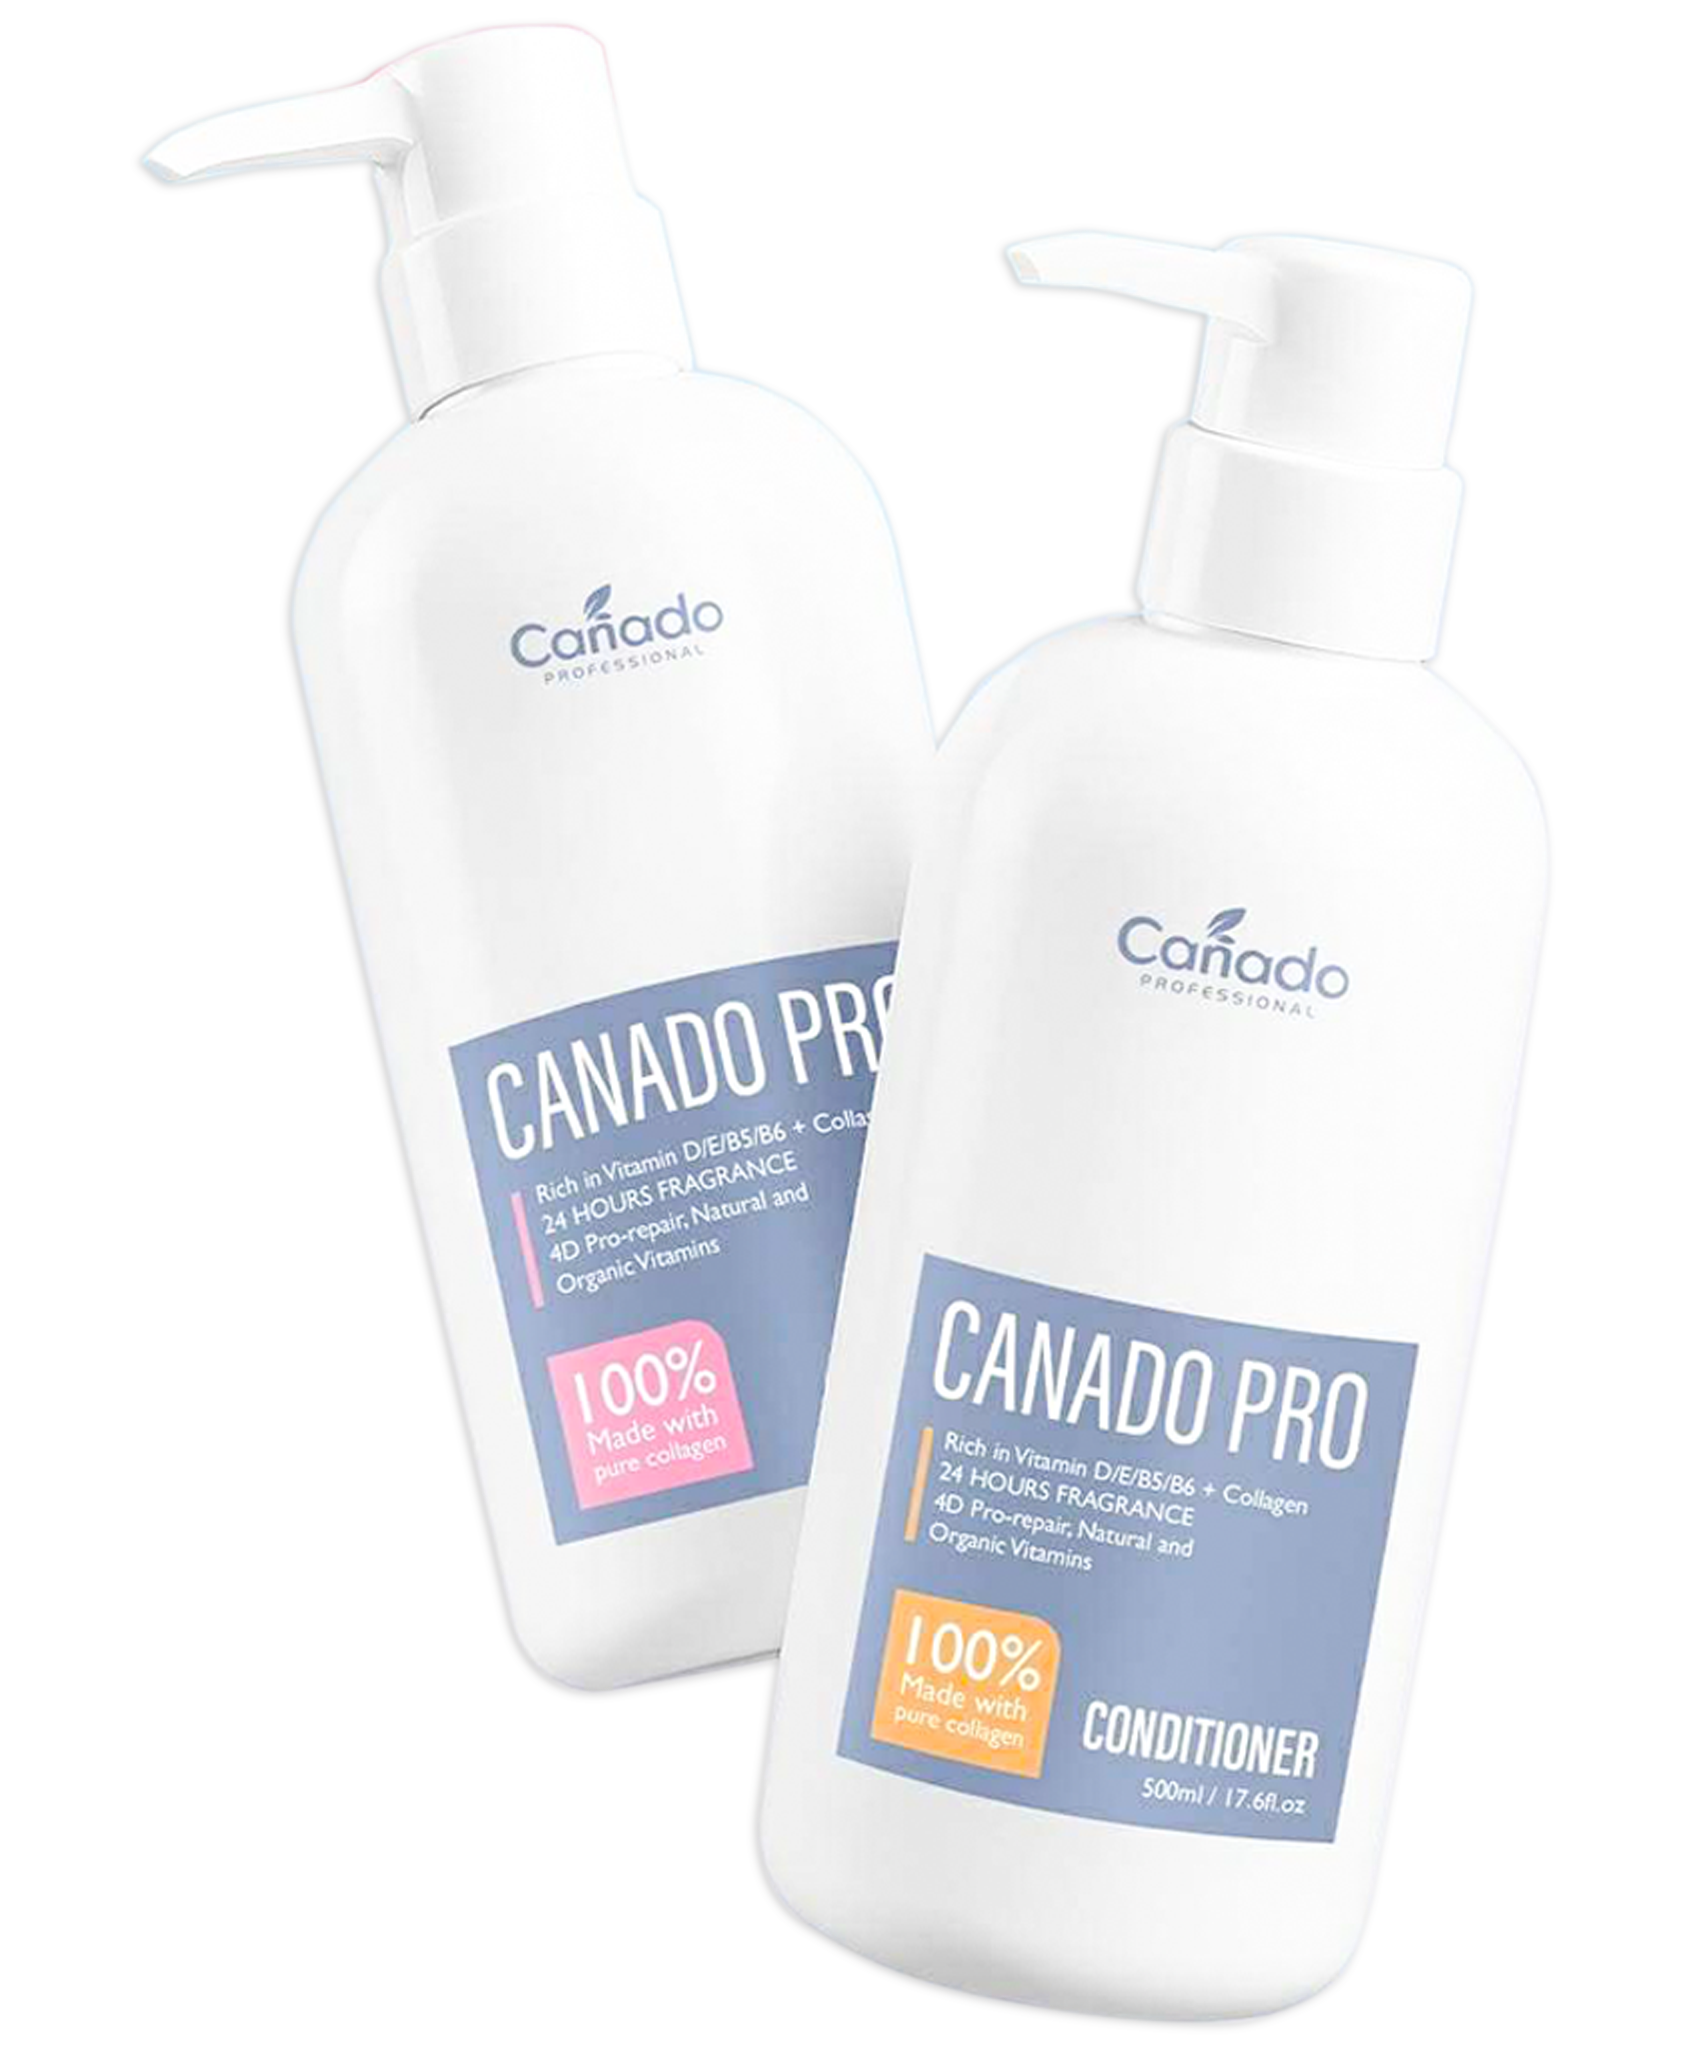 Cañado
PROFESSIONAL
CANADO PRO
Rich in Vitamin D/E/B5/B6 +
24 HOURS FRAGRANCE
4D Pro-repair, Natural and
Organic Vitamins
100%
Made with
pure collagen
Cañado
PROFESSIONAL
CANADO PRO
Rich in Vitamin D/E/B5/B6 + Collagen
24 HOURS FRAGRANCE
4D Pro-repair, Natural and
Organic Vitamins
100%
Made with
pure collagen
CONDITIONER
500ml / 17.6fl.oz